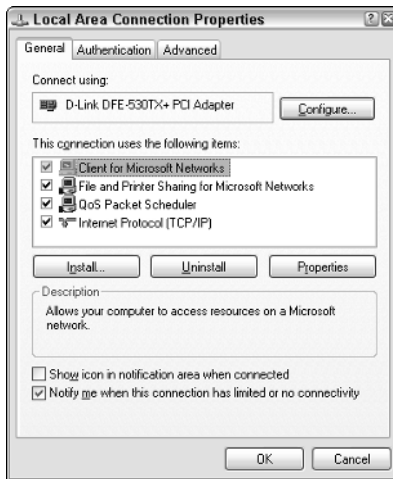 Local Area Connection Properties
General Authentication Advanced
Connect using:
D-Link DFE-530TX+ PCI Adapter Configure...
This connection uses the following items:
Client for Microsoft Networks
File and Printer Sharing for Microsoft Networks
QoS Packet Scheduler
Internet Protocol (TCP/IP)
Install... Uninstall Properties
Description
Allows your computer to access resources on a Microsoft
network.
Show icon in notification area when connected
Notify me when this connection has limited or no connectivity
OK Cancel